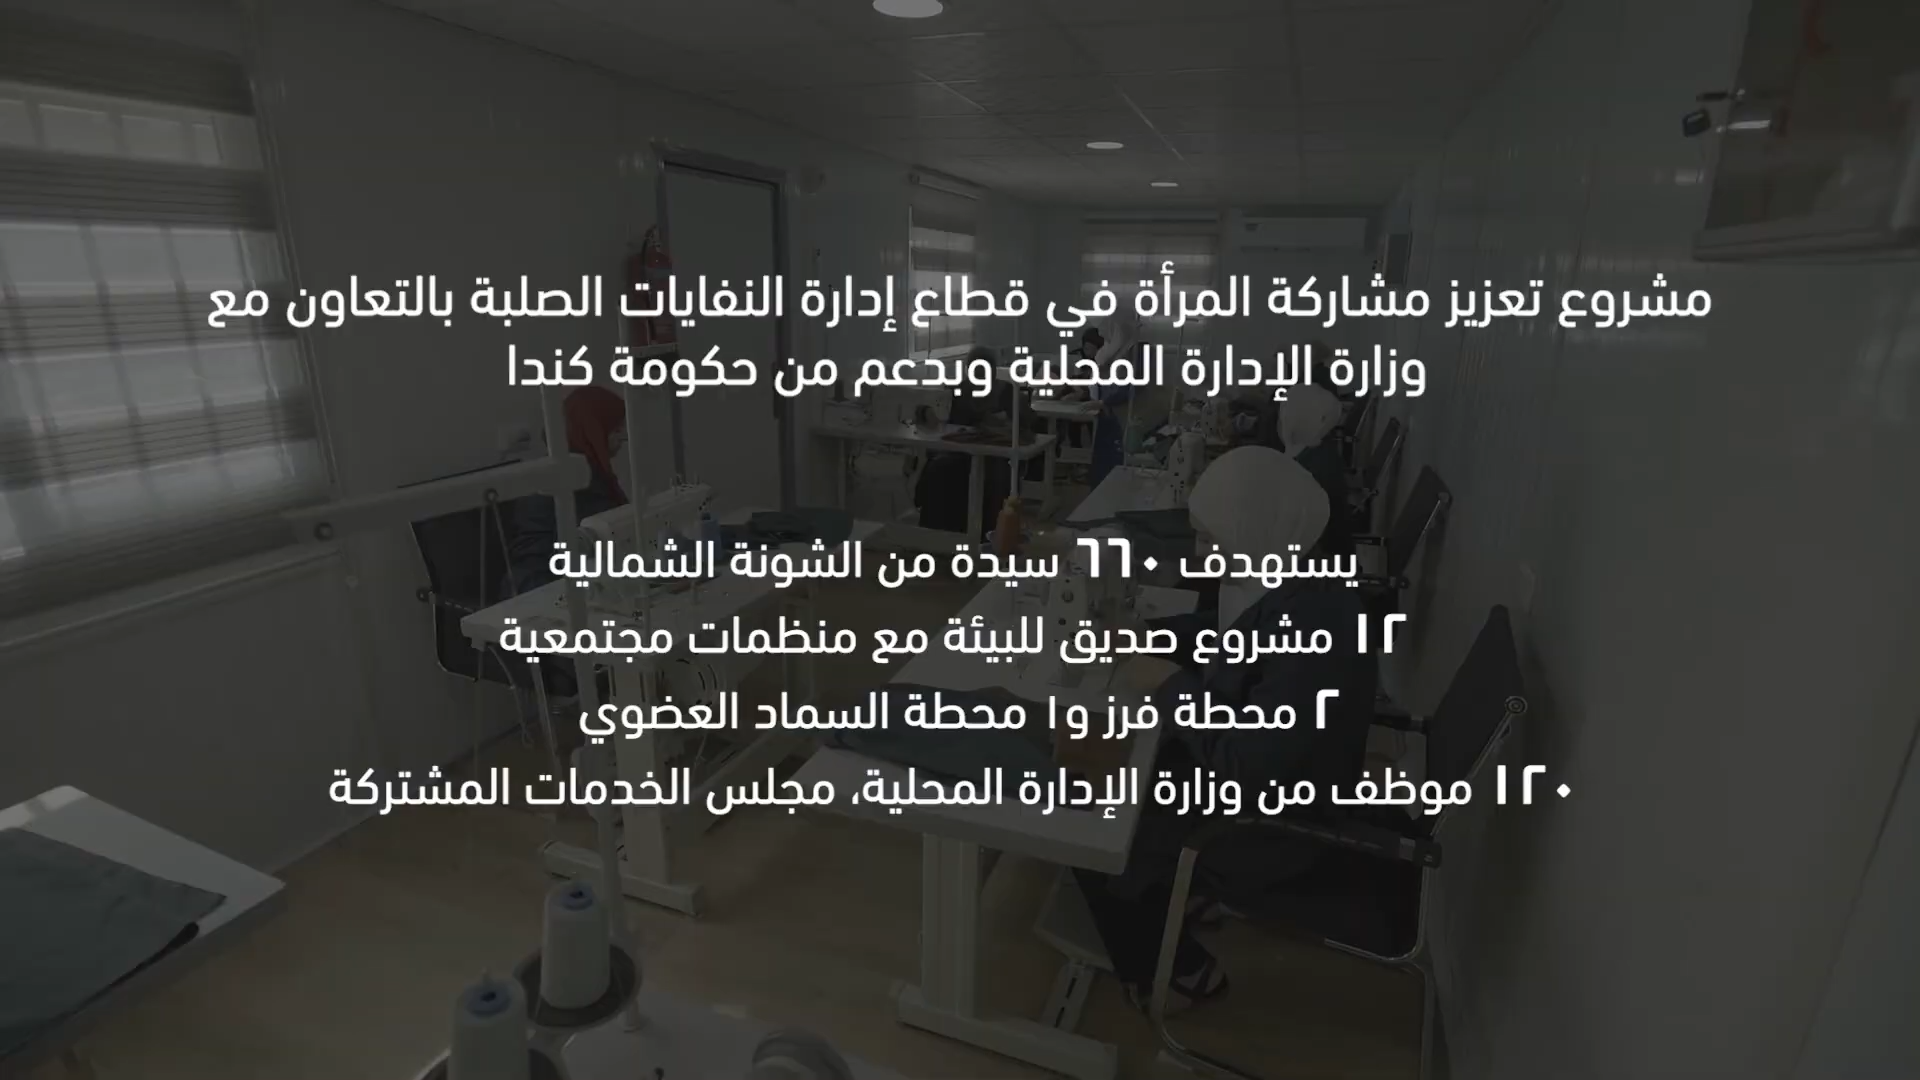 مشروع تعزيز مشاركة المرأة في قطاع إدارة النفايات الصلبة بالتعاون مع
وزارة الإدارة المحلية وبدعم من حكومة كندا
يستهدف ٦٦٠ سيدة من الشونة الشمالية
١٢ مشروع صديق للبيئة مع منظمات مجتمعية
٢ محطة فرز و١ محطة السماد العضوي
١٢٠ موظف من وزارة الإدارة المحلية، مجلس الخدمات المشتركة